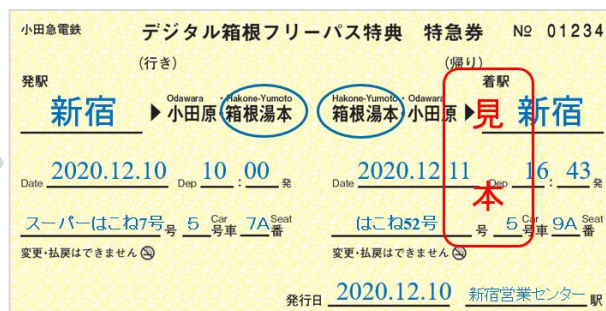 小田急電鉄 デジタル箱根フリーパス特典 特急券 № 01234
(行き) (帰り)
発駅 着駅
Odawara ・Hakone-Yumoto Hakone-Yumoto・Odawara
新宿 ▶ 小田原・箱根湯本 箱根湯本・小田原 ▶ 新宿
見本
Date 2020.12.10 Dep 10:00 発 Date 2020.12.11 Dep 16:43 発
スーパーはこね7号 号 5 Car 号車 7A Seat 番 はこね52号 号 5 Car 号車 9A Seat 番
変更・払戻はできません 変更・払戻はできません
発行日 2020.12.10 新宿営業センター 駅